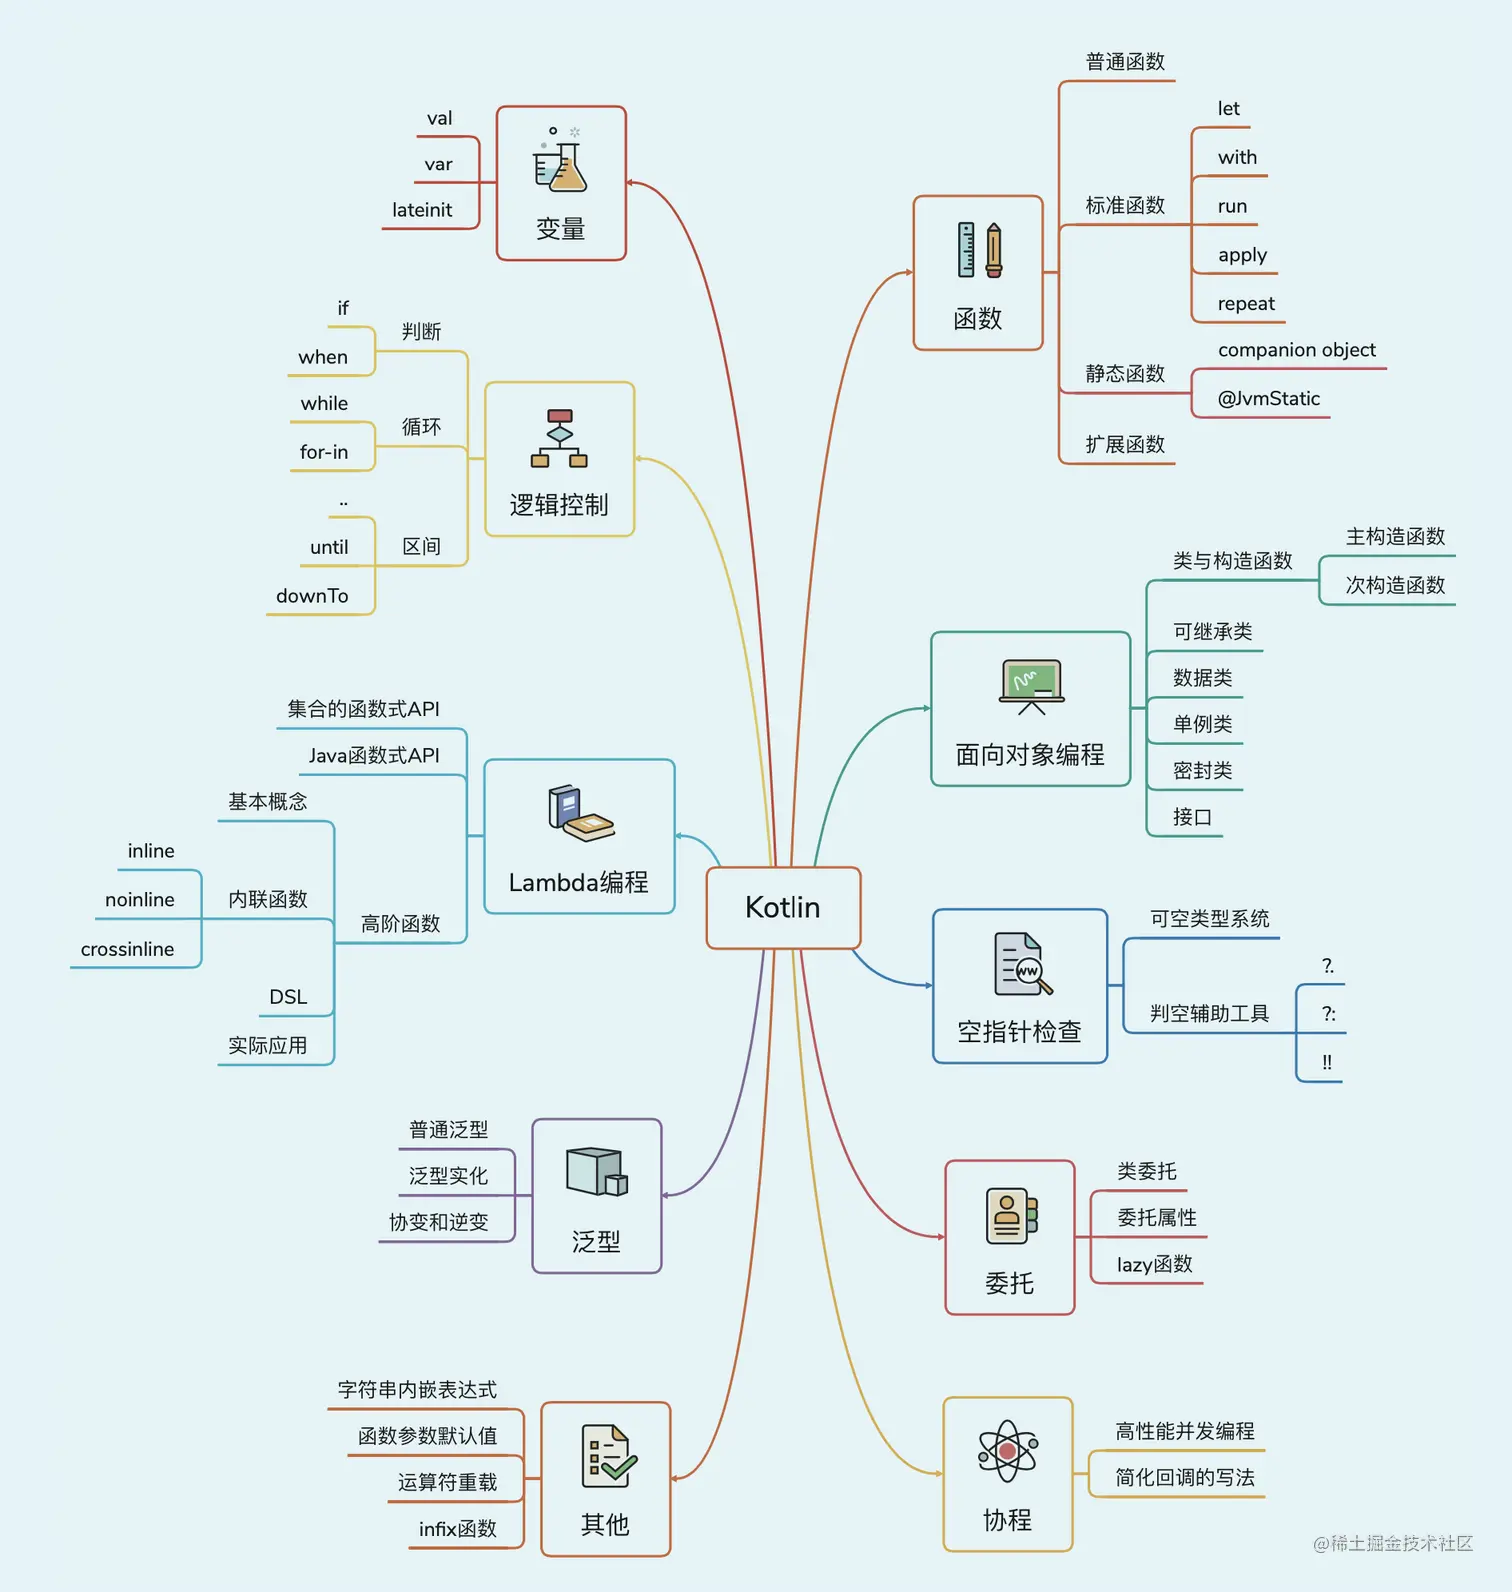 Kotlin
变量
val
var
lateinit
逻辑控制
判断
if
when
循环
while
for-in
区间
..
until
downTo
Lambda编程
集合的函数式API
Java函数式API
高阶函数
基本概念
内联函数
inline
noinline
crossinline
DSL
实际应用
泛型
普通泛型
泛型实化
协变和逆变
其他
字符串内嵌表达式
函数参数默认值
运算符重载
infix函数
函数
普通函数
标准函数
let
with
run
apply
repeat
静态函数
companion object
@JvmStatic
扩展函数
面向对象编程
类与构造函数
主构造函数
次构造函数
可继承类
数据类
单例类
密封类
接口
空指针检查
WW
可空类型系统
判空辅助工具
?.
?:
!!
委托
类委托
委托属性
lazy函数
协程
高性能并发编程
简化回调的写法
@稀土掘金技术社区